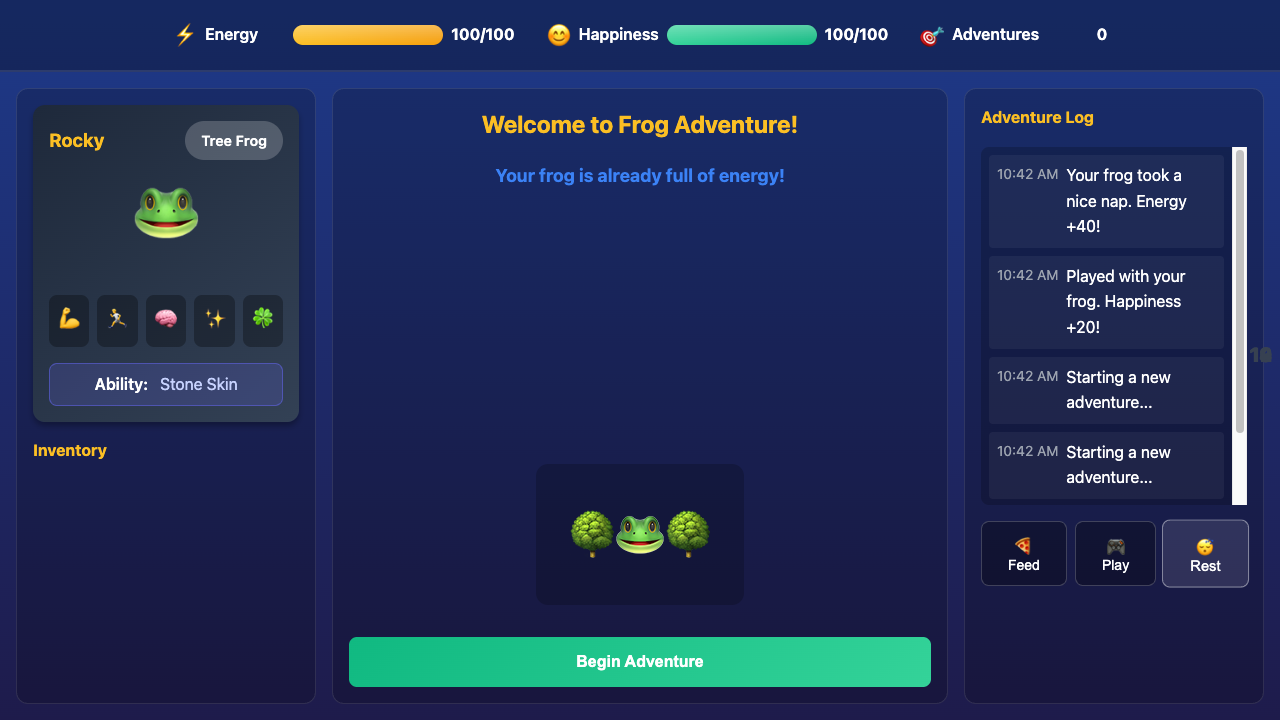 Energy 100/100 Happiness 100/100 Adventures 0
Rocky
Tree Frog
Ability: Stone Skin
Inventory
Welcome to Frog Adventure!
Your frog is already full of energy!
Begin Adventure
Adventure Log
10:42 AM Your frog took a
nice nap. Energy
+40!
10:42 AM Played with your
frog. Happiness
+20!
10:42 AM Starting a new
adventure...
10:42 AM Starting a new
adventure...
Feed
Play
Rest